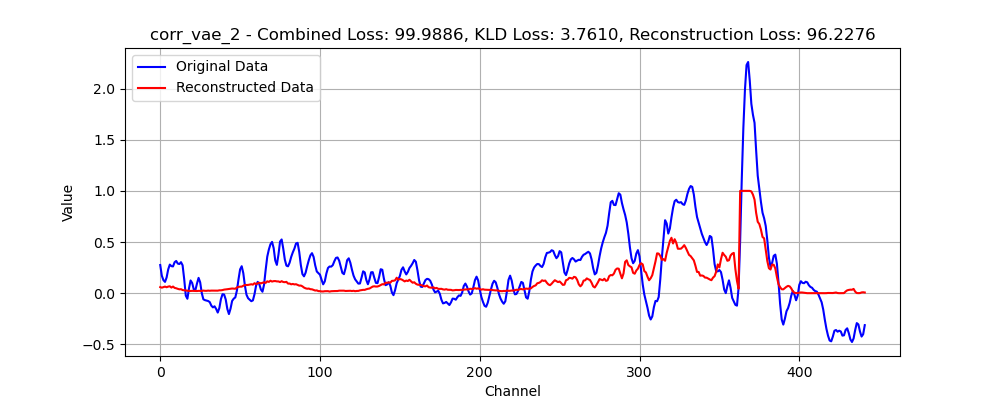 corr_vae_2 - Combined Loss: 99.9886, KLD Loss: 3.7610, Reconstruction Loss: 96.2276
Original Data
Reconstructed Data
2.0
1.5
1.0
0.5
0.0
−0.5
Value
0
100
200
300
400
Channel